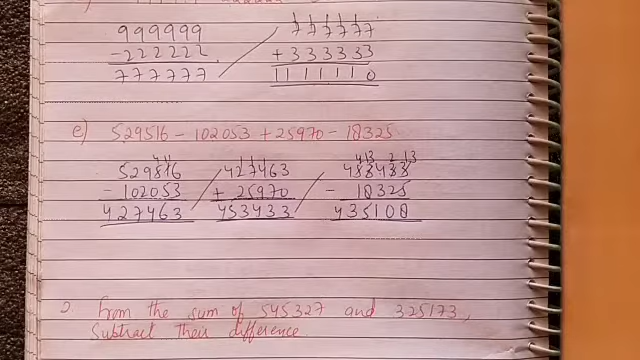 999999 777777
-222222 +333333
777777 1111110
e) 529516 - 102053 + 25970 - 18325
529516 427463 453433
- 102053 + 25970 - 18325
427463 453433 435108
2. From the sum of 545327 and 325173,
Subtract their difference